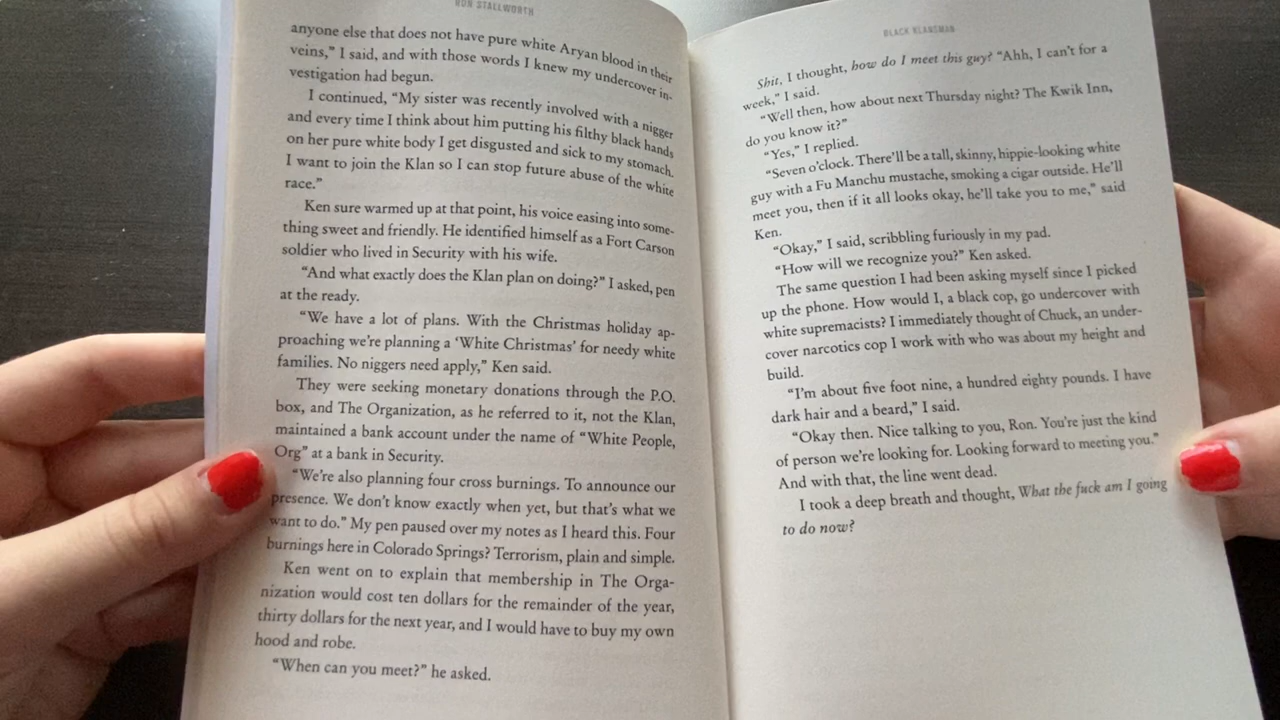 RON STALLWORTH
anyone else that does not have pure white Aryan blood in their
veins,” I said, and with those words I knew my undercover in-
vestigation had begun.
I continued, “My sister was recently involved with a nigger
and every time I think about him putting his filthy black hands
on her pure white body I get disgusted and sick to my stomach.
I want to join the Klan so I can stop future abuse of the white
race.”
Ken sure warmed up at that point, his voice easing into some-
thing sweet and friendly. He identified himself as a Fort Carson
soldier who lived in Security with his wife.
“And what exactly does the Klan plan on doing?” I asked, pen
at the ready.
“We have a lot of plans. With the Christmas holiday ap-
proaching we’re planning a ‘White Christmas’ for needy white
families. No niggers need apply,” Ken said.
They were seeking monetary donations through the P.O.
box, and The Organization, as he referred to it, not the Klan,
maintained a bank account under the name of “White People,
Org” at a bank in Security.
“We’re also planning four cross burnings. To announce our
presence. We don’t know exactly when yet, but that’s what we
want to do.” My pen paused over my notes as I heard this. Four
burnings here in Colorado Springs? Terrorism, plain and simple.
Ken went on to explain that membership in The Orga-
nization would cost ten dollars for the remainder of the year,
thirty dollars for the next year, and I would have to buy my own
hood and robe.
“When can you meet?” he asked.
BLACK KLANSMAN
Shit, I thought, how do I meet this guy? “Ahh, I can’t for a
week,” I said.
“Well then, how about next Thursday night? The Kwik Inn,
do you know it?”
“Yes,” I replied.
“Seven o’clock. There’ll be a tall, skinny, hippie-looking white
guy with a Fu Manchu mustache, smoking a cigar outside. He’ll
meet you, then if it all looks okay, he’ll take you to me,” said
Ken.
“Okay,” I said, scribbling furiously in my pad.
“How will we recognize you?” Ken asked.
The same question I had been asking myself since I picked
up the phone. How would I, a black cop, go undercover with
white supremacists? I immediately thought of Chuck, an under-
cover narcotics cop I work with who was about my height and
build.
“I’m about five foot nine, a hundred eighty pounds. I have
dark hair and a beard,” I said.
“Okay then. Nice talking to you, Ron. You’re just the kind
of person we’re looking for. Looking forward to meeting you.”
And with that, the line went dead.
I took a deep breath and thought, What the fuck am I going
to do now?